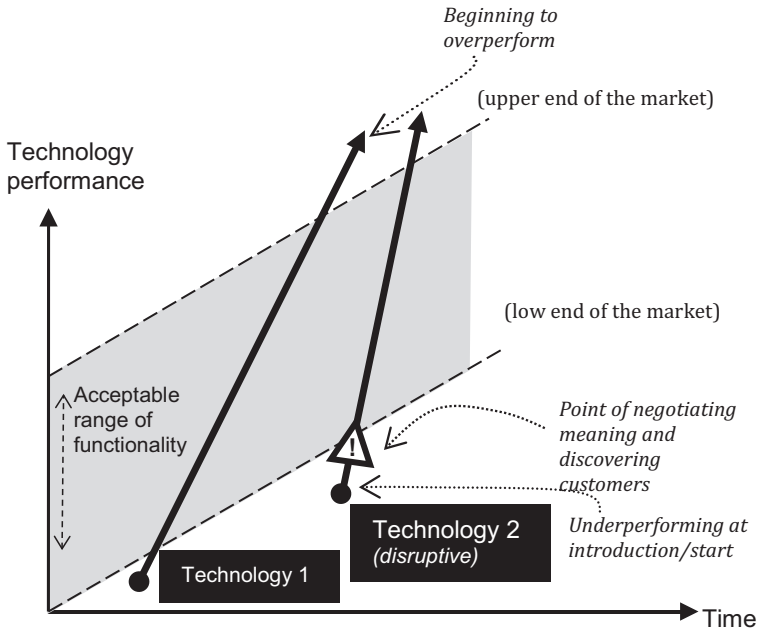 Beginning to
overperform
(upper end of the market)
Technology
performance
(low end of the market)
Acceptable
range of
functionality
Point of negotiating
meaning and
discovering
customers
!
Technology 2
(disruptive)
Underperforming at
introduction/start
Technology 1
Time